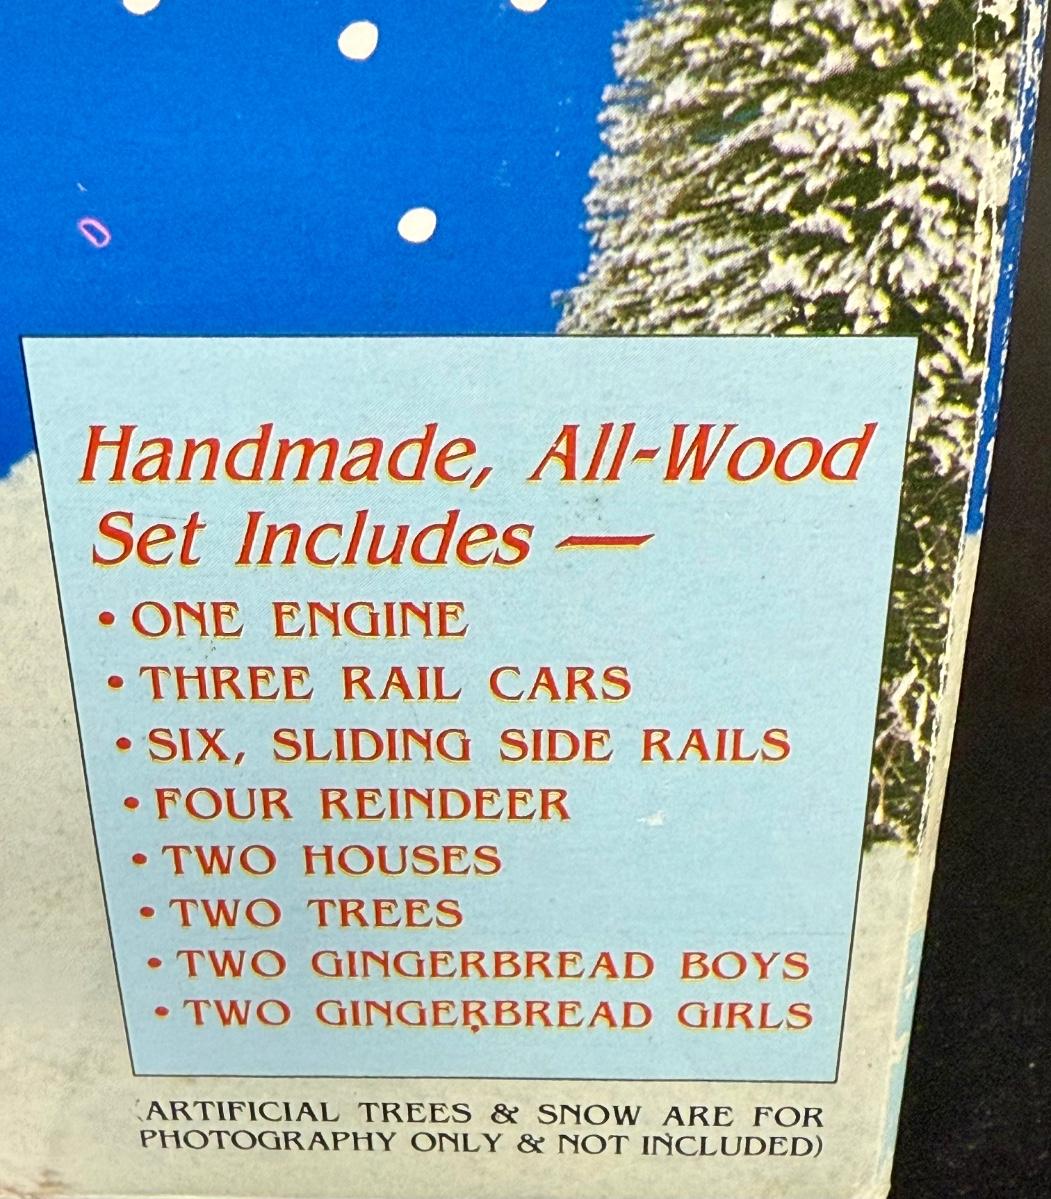 Handmade, All-Wood
Set Includes —
• ONE ENGINE
• THREE RAIL CARS
• SIX, SLIDING SIDE RAILS
• FOUR REINDEER
• TWO HOUSES
• TWO TREES
• TWO GINGERBREAD BOYS
• TWO GINGERBREAD GIRLS
(ARTIFICIAL TREES & SNOW ARE FOR
PHOTOGRAPHY ONLY & NOT INCLUDED)